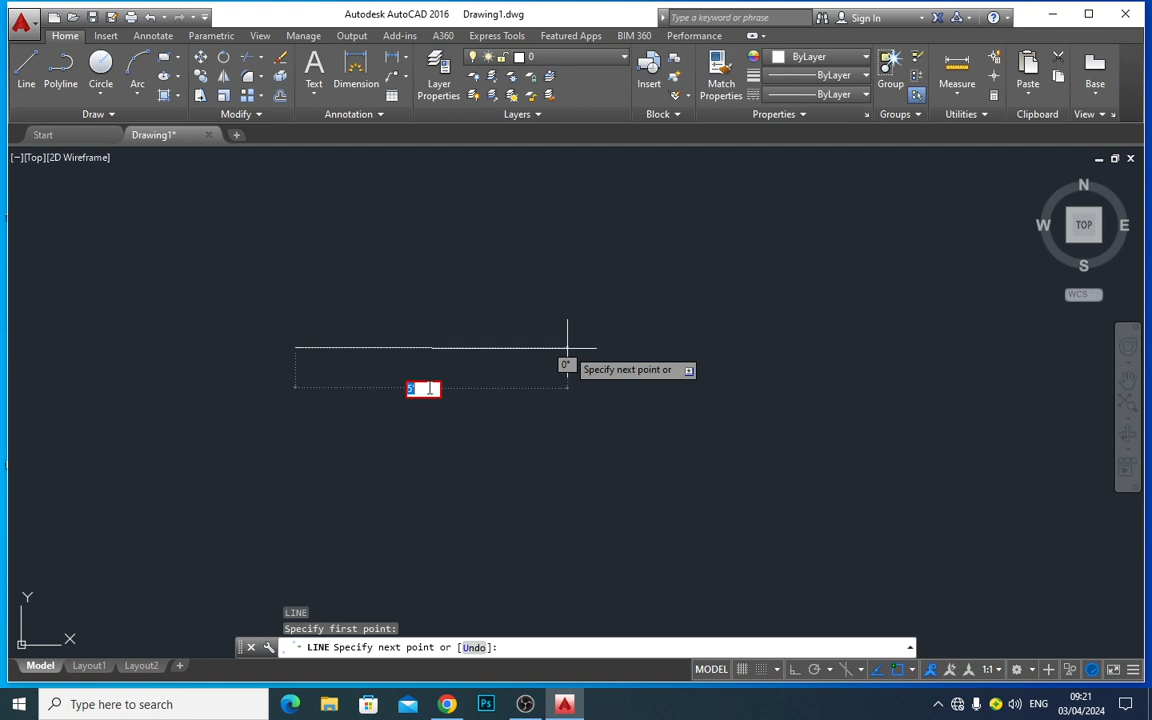 Autodesk AutoCAD 2016 Drawing1.dwg
Type a keyword or phrase
Sign In
Home Insert Annotate Parametric View Manage Output Add-ins A360 Express Tools Featured Apps BIM 360 Performance
Line Polyline Circle Arc
Text Dimension
Layer
Properties
0
Insert
Match
Properties
ByLayer
ByLayer
ByLayer
Group
Measure
Paste
Base
Draw Modify Annotation Layers Block Properties Groups Utilities Clipboard View
Start Drawing1*
[−][Top][2D Wireframe]
N
W TOP E
S
WCS
0°
Specify next point or
5'
Y
X
LINE
Specify first point:
LINE Specify next point or [Undo]:
Model Layout1 Layout2
MODEL
1:1
Type here to search
Ps
A
ENG
09:21
03/04/2024